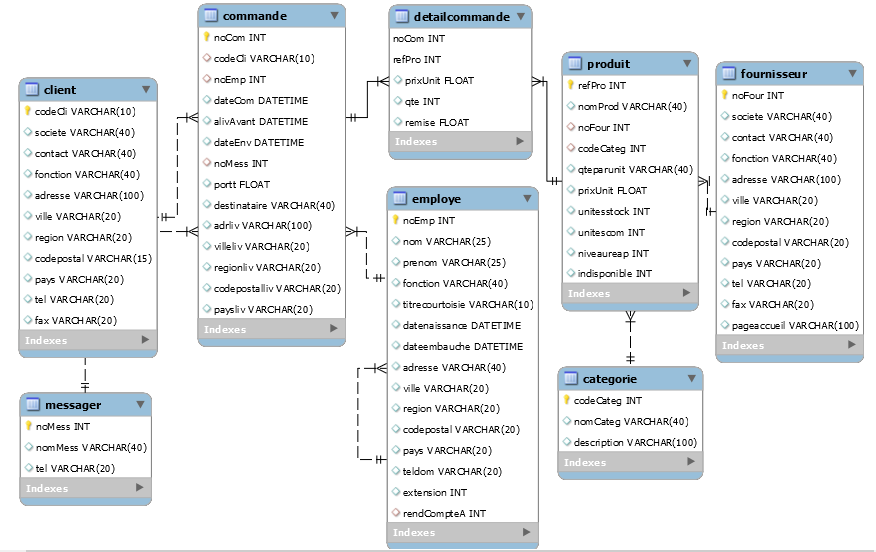 client
codeCli VARCHAR(10)
societe VARCHAR(40)
contact VARCHAR(40)
fonction VARCHAR(40)
adresse VARCHAR(100)
ville VARCHAR(20)
region VARCHAR(20)
codepostal VARCHAR(15)
pays VARCHAR(20)
tel VARCHAR(20)
fax VARCHAR(20)
Indexes
messager
noMess INT
nomMess VARCHAR(40)
tel VARCHAR(20)
Indexes
commande
noCom INT
codeCli VARCHAR(10)
noEmp INT
dateCom DATETIME
alivAvant DATETIME
dateEnv DATETIME
noMess INT
portt FLOAT
destinataire VARCHAR(40)
adrliv VARCHAR(100)
villeliv VARCHAR(20)
regionliv VARCHAR(20)
codepostalliv VARCHAR(20)
paysliv VARCHAR(20)
Indexes
detailcommande
noCom INT
refPro INT
prixUnit FLOAT
qte INT
remise FLOAT
Indexes
employe
noEmp INT
nom VARCHAR(25)
prenom VARCHAR(25)
fonction VARCHAR(40)
titrecourtoisie VARCHAR(10)
datenaissance DATETIME
dateembauche DATETIME
adresse VARCHAR(40)
ville VARCHAR(20)
region VARCHAR(20)
codepostal VARCHAR(20)
pays VARCHAR(20)
teldom VARCHAR(20)
extension INT
rendCompteA INT
Indexes
produit
refPro INT
nomProd VARCHAR(40)
noFour INT
codeCateg INT
qteparunit VARCHAR(40)
prixUnit FLOAT
unitesstock INT
unitescom INT
niveaureap INT
indisponible INT
Indexes
categorie
codeCateg INT
nomCateg VARCHAR(40)
description VARCHAR(100)
Indexes
fournisseur
noFour INT
societe VARCHAR(40)
contact VARCHAR(40)
fonction VARCHAR(40)
adresse VARCHAR(100)
ville VARCHAR(20)
region VARCHAR(20)
codepostal VARCHAR(20)
pays VARCHAR(20)
tel VARCHAR(20)
fax VARCHAR(20)
pageaccueil VARCHAR(100)
Indexes